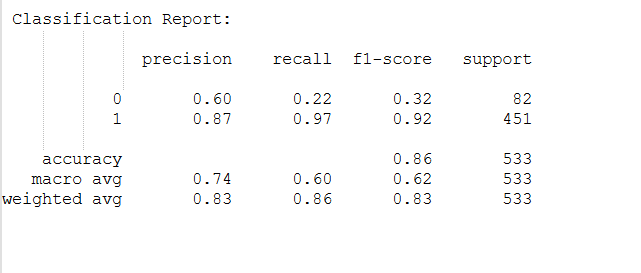 Classification Report:
precision recall f1-score support
0 0.60 0.22 0.32 82
1 0.87 0.97 0.92 451
accuracy 0.86 533
macro avg 0.74 0.60 0.62 533
weighted avg 0.83 0.86 0.83 533